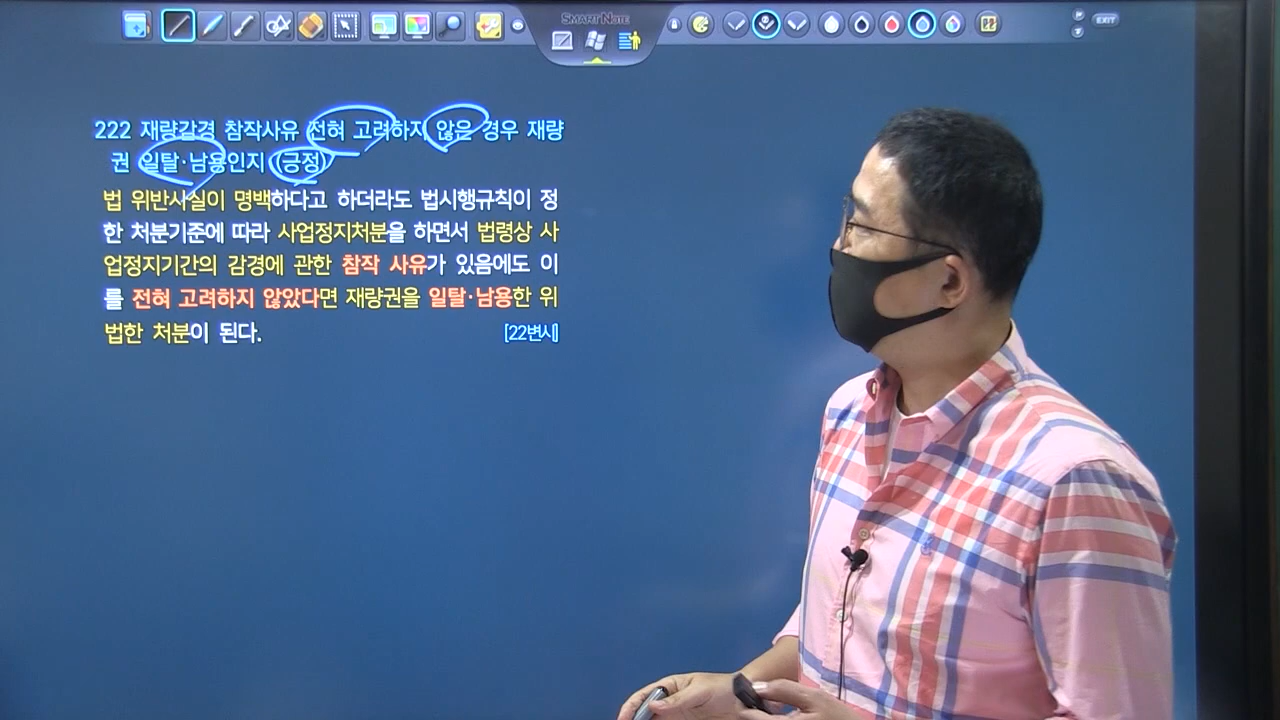 SMART NOTE
EXIT
222 재량감경 참작사유 전혀 고려하지 않은 경우 재량
권 일탈·남용인지 (긍정)
법 위반사실이 명백하다고 하더라도 법시행규칙이 정
한 처분기준에 따라 사업정지처분을 하면서 법령상 사
업정지기간의 감경에 관한 참작 사유가 있음에도 이
를 전혀 고려하지 않았다면 재량권을 일탈·남용한 위
법한 처분이 된다. [22변시]